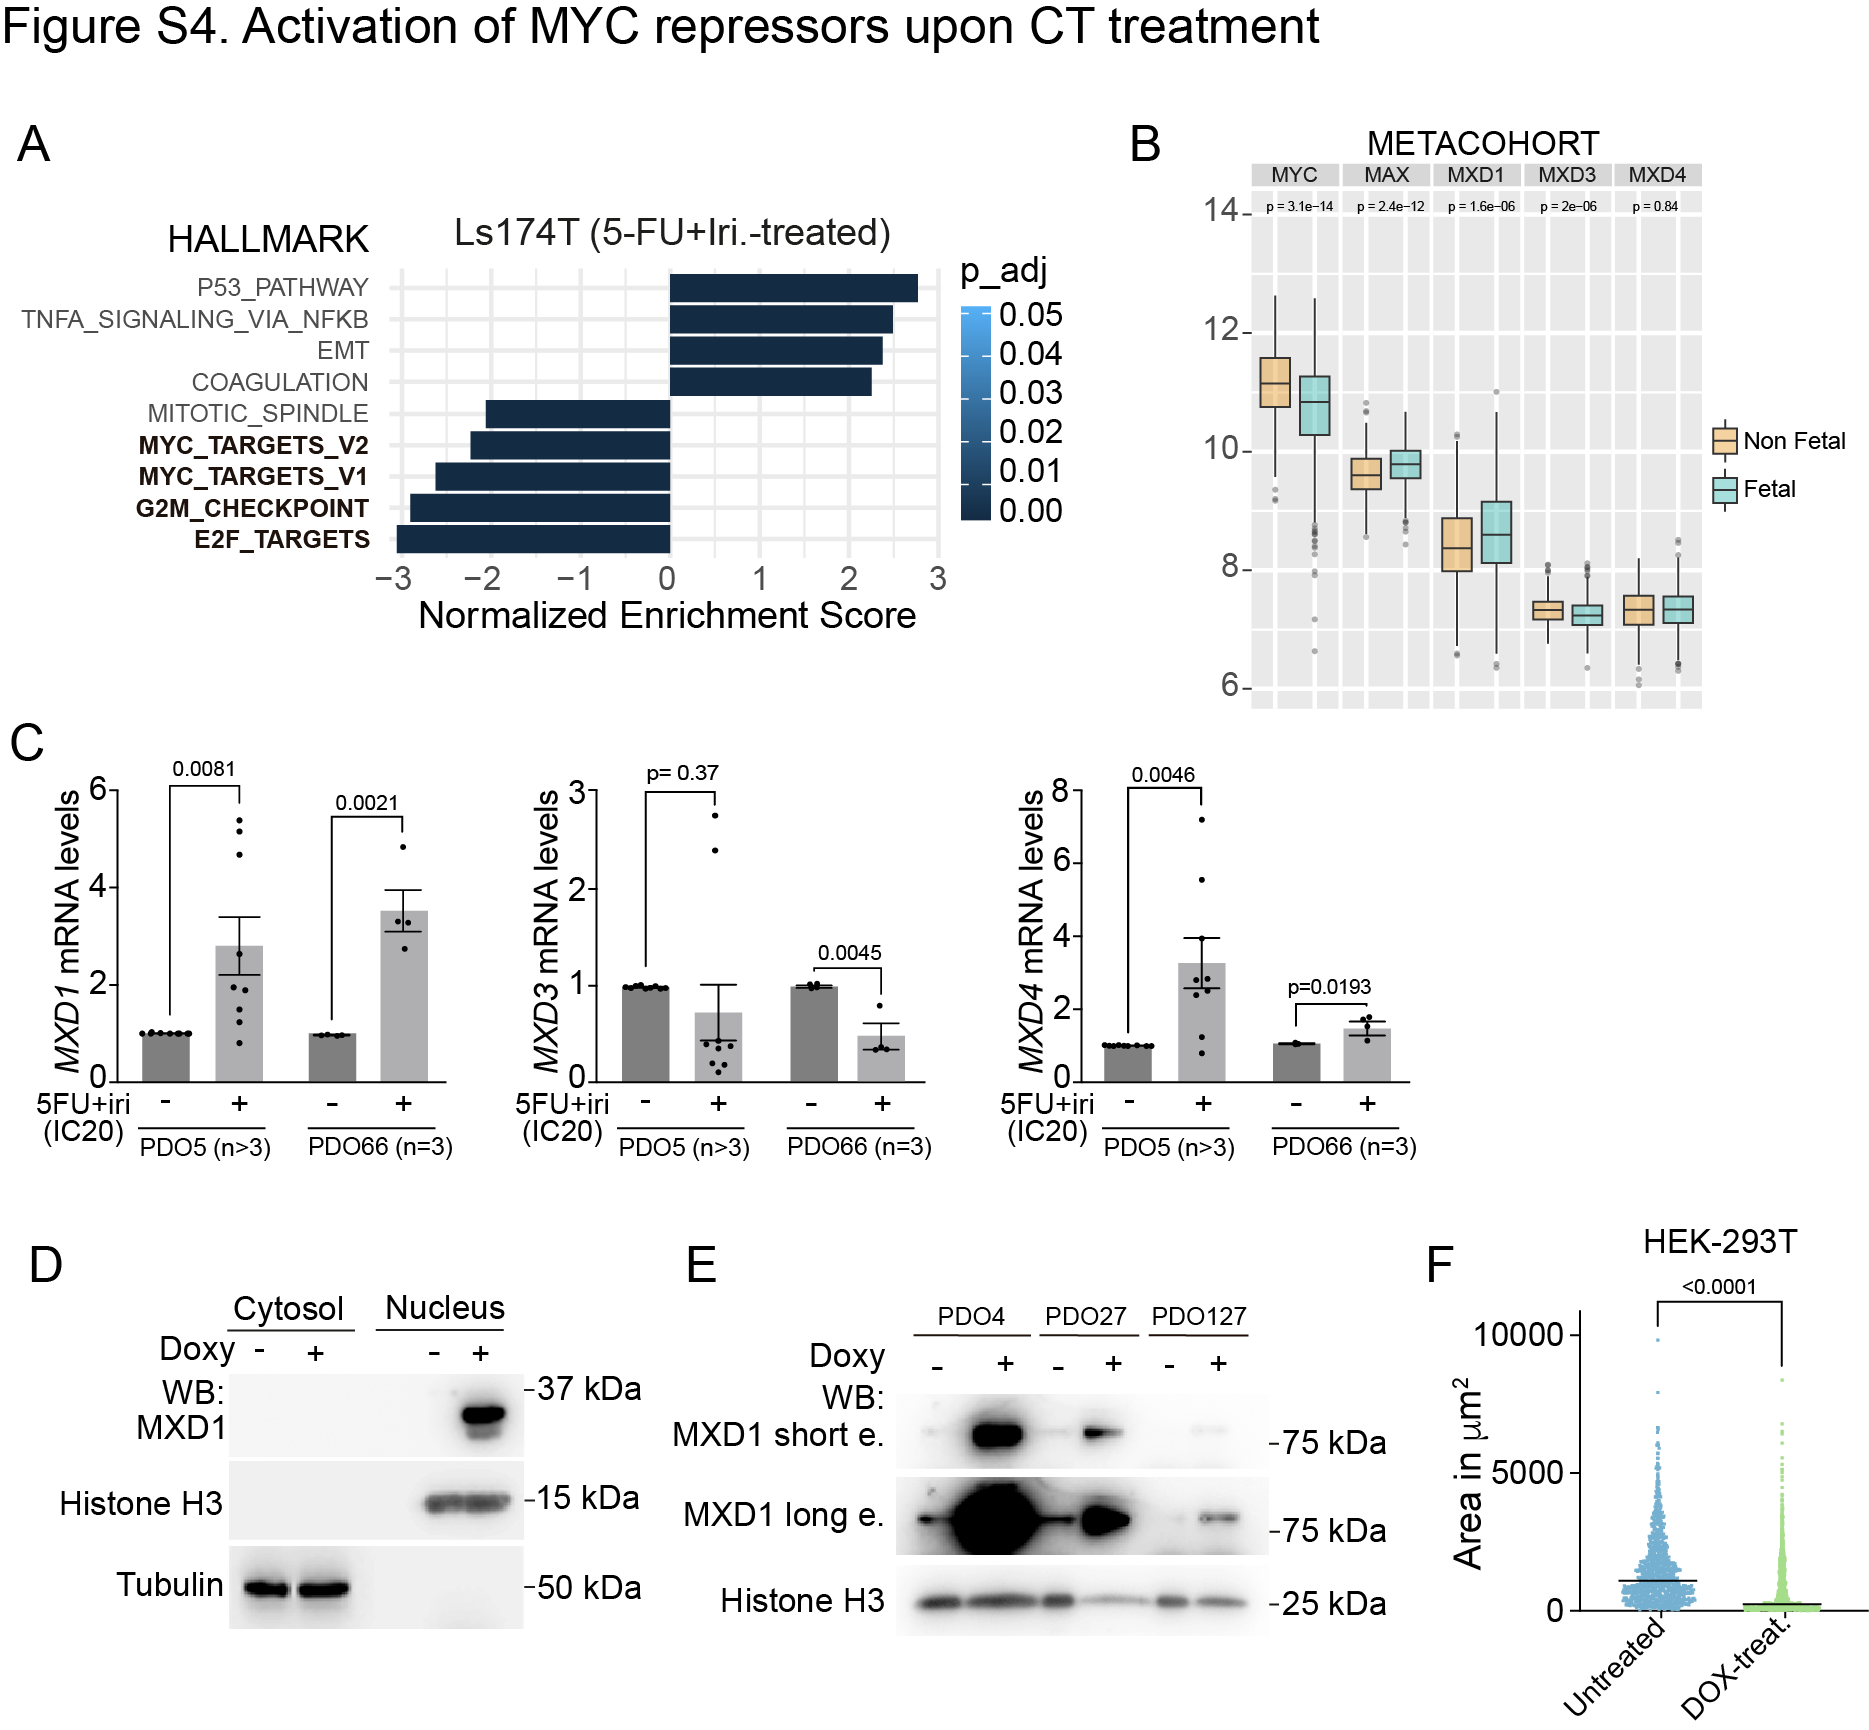 Figure S4. Activation of MYC repressors upon CT treatment
A
HALLMARK
Ls174T (5-FU+Iri.-treated)
P53_PATHWAY
TNFA_SIGNALING_VIA_NFKB
EMT
COAGULATION
MITOTIC_SPINDLE
MYC_TARGETS_V2
MYC_TARGETS_V1
G2M_CHECKPOINT
E2F_TARGETS
−3 −2 −1 0 1 2 3
Normalized Enrichment Score
p_adj
0.05
0.04
0.03
0.02
0.01
0.00
B
METACOHORT
MYC MAX MXD1 MXD3 MXD4
p = 3.1e−14 p = 2.4e−12 p = 1.6e−06 p = 2e−06 p = 0.84
14
12
10
8
6
Non Fetal
Fetal
C
MXD1 mRNA levels
6
4
2
0
0.0081
0.0021
5FU+iri - + - +
(IC20)
PDO5 (n>3) PDO66 (n=3)
MXD3 mRNA levels
3
2
1
0
p= 0.37
0.0045
5FU+iri - + - +
(IC20)
PDO5 (n>3) PDO66 (n=3)
MXD4 mRNA levels
8
6
4
2
0
0.0046
p=0.0193
5FU+iri - + - +
(IC20)
PDO5 (n>3) PDO66 (n=3)
D
Cytosol Nucleus
Doxy - + - +
WB:
MXD1
-37 kDa
Histone H3
-15 kDa
Tubulin
-50 kDa
E
PDO4 PDO27 PDO127
Doxy - + - + - +
WB:
MXD1 short e.
-75 kDa
MXD1 long e.
-75 kDa
Histone H3
-25 kDa
F
HEK-293T
<0.0001
Area in µm²
10000
5000
0
Untreated
DOX-treat.